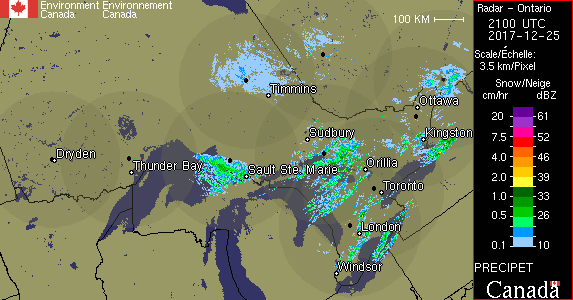 Environment Environnement
Canada Canada
100 KM
Radar - Ontario
2100 UTC
2017-12-25
Scale/Échelle:
3.5 km/Pixel
Snow/Neige
cm/hr dBZ
20 61
7.5 52
4.0 46
2.0 39
1.0 33
0.5 26
0.1 10
PRECIPET
Canada
Timmins
Ottawa
Sudbury
Kingston
Dryden
Thunder Bay
Sault Ste. Marie
Orillia
Toronto
London
Windsor